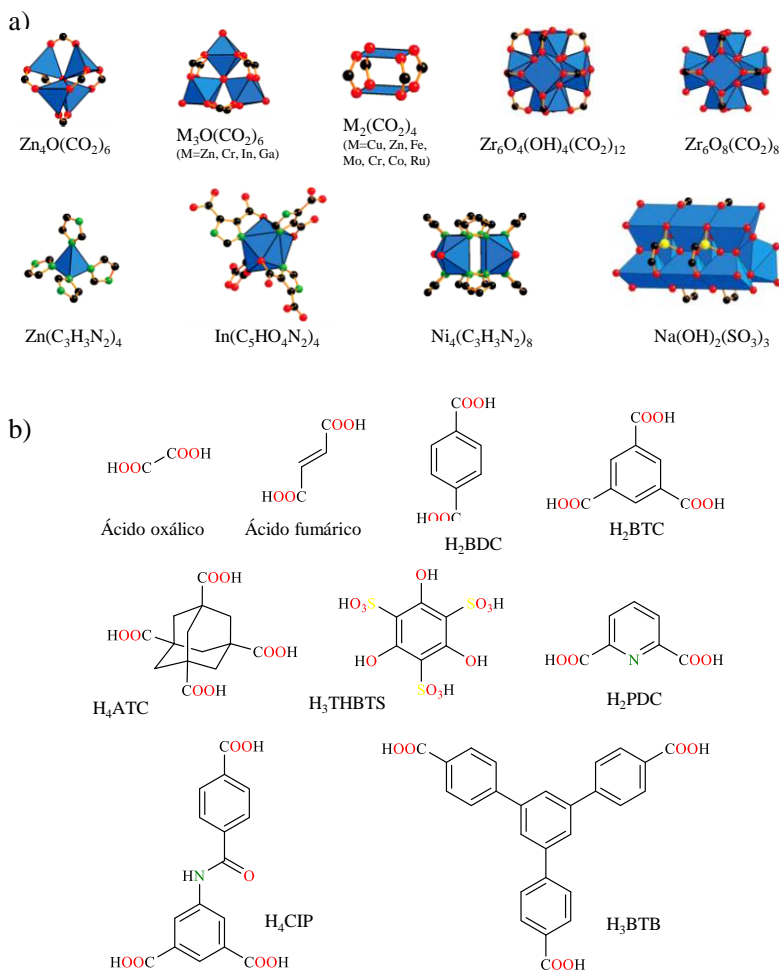 a)
Zn₄O(CO₂)₆
M₃O(CO₂)₆
(M=Zn, Cr, In, Ga)
M₂(CO₂)₄
(M=Cu, Zn, Fe,
Mo, Cr, Co, Ru)
Zr₆O₄(OH)₄(CO₂)₁₂
Zr₆O₈(CO₂)₈
Zn(C₃H₃N₂)₄
In(C₅HO₄N₂)₄
Ni₄(C₃H₃N₂)₈
Na(OH)₂(SO₃)₃
b)
HOOC
COOH
Ácido oxálico
COOH
HOOC
Ácido fumárico
COOH
COOH
H₂BDC
COOH
HOOC
COOH
H₂BTC
COOH
HOOC
COOH
COOH
H₄ATC
OH
HO₃S
SO₃H
HO
OH
SO₃H
H₃THBTS
HOOC
N
COOH
H₂PDC
COOH
HN
O
HOOC
COOH
H₄CIP
HOOC
COOH
COOH
H₃BTB